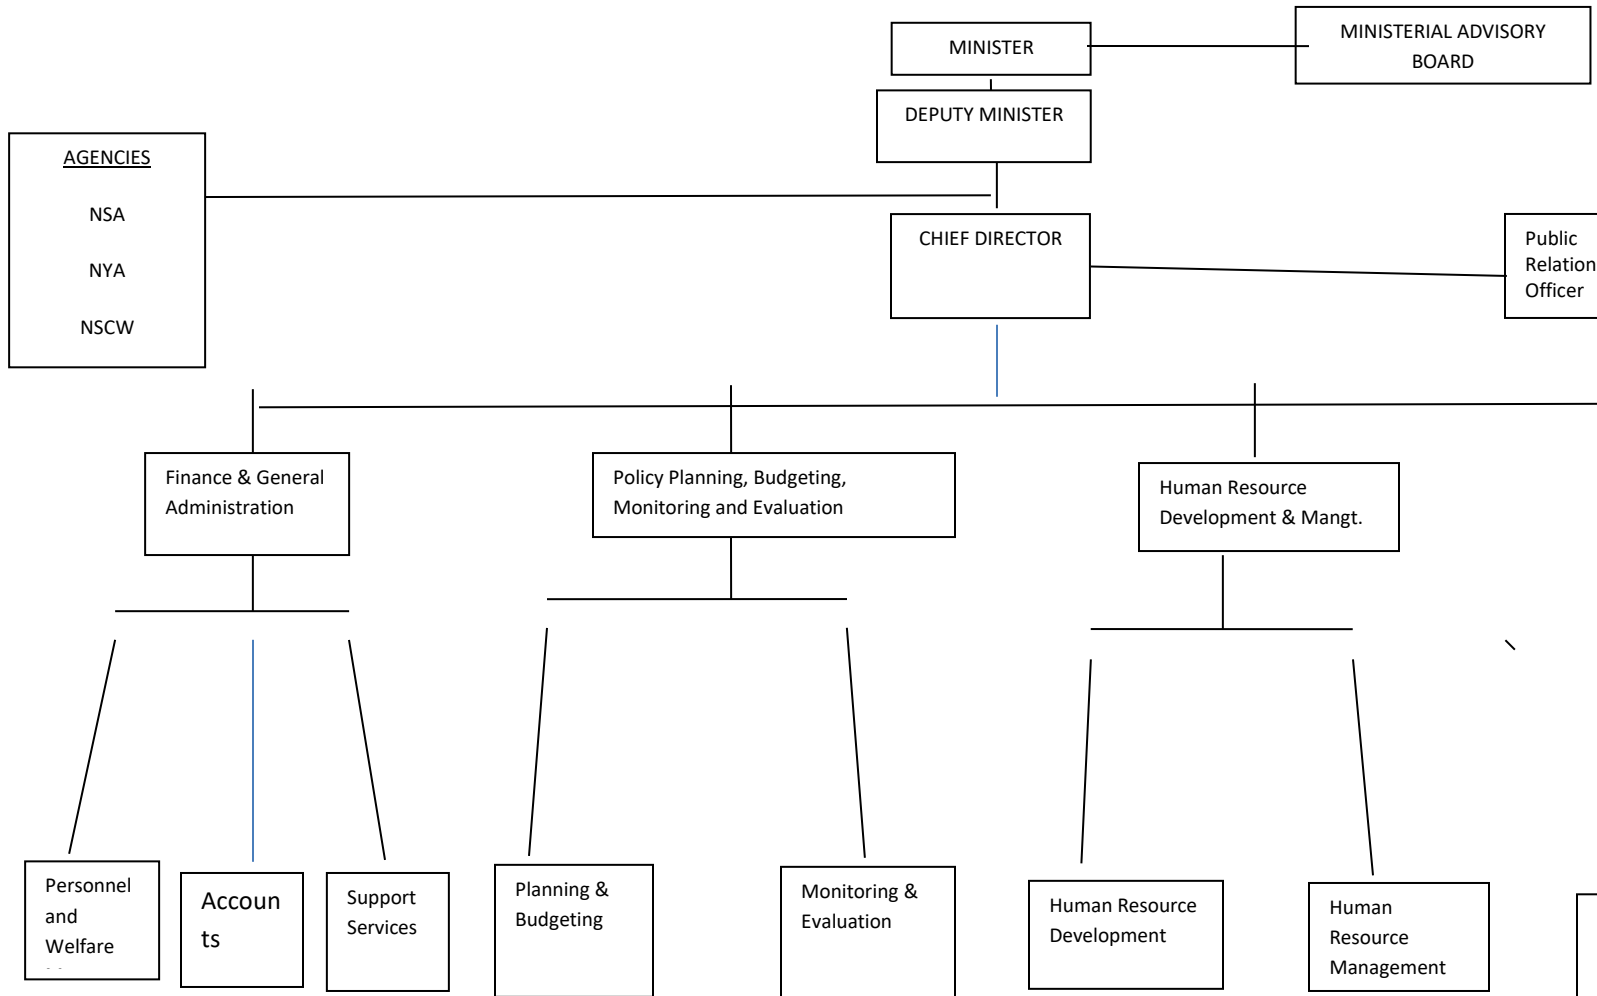 MINISTER
MINISTERIAL ADVISORY
BOARD
DEPUTY MINISTER
AGENCIES
NSA
NYA
NSCW
CHIEF DIRECTOR
Public
Relation
Officer
Finance & General
Administration
Policy Planning, Budgeting,
Monitoring and Evaluation
Human Resource
Development & Mangt.
Personnel
and
Welfare
Accoun
ts
Support
Services
Planning &
Budgeting
Monitoring &
Evaluation
Human Resource
Development
Human
Resource
Management